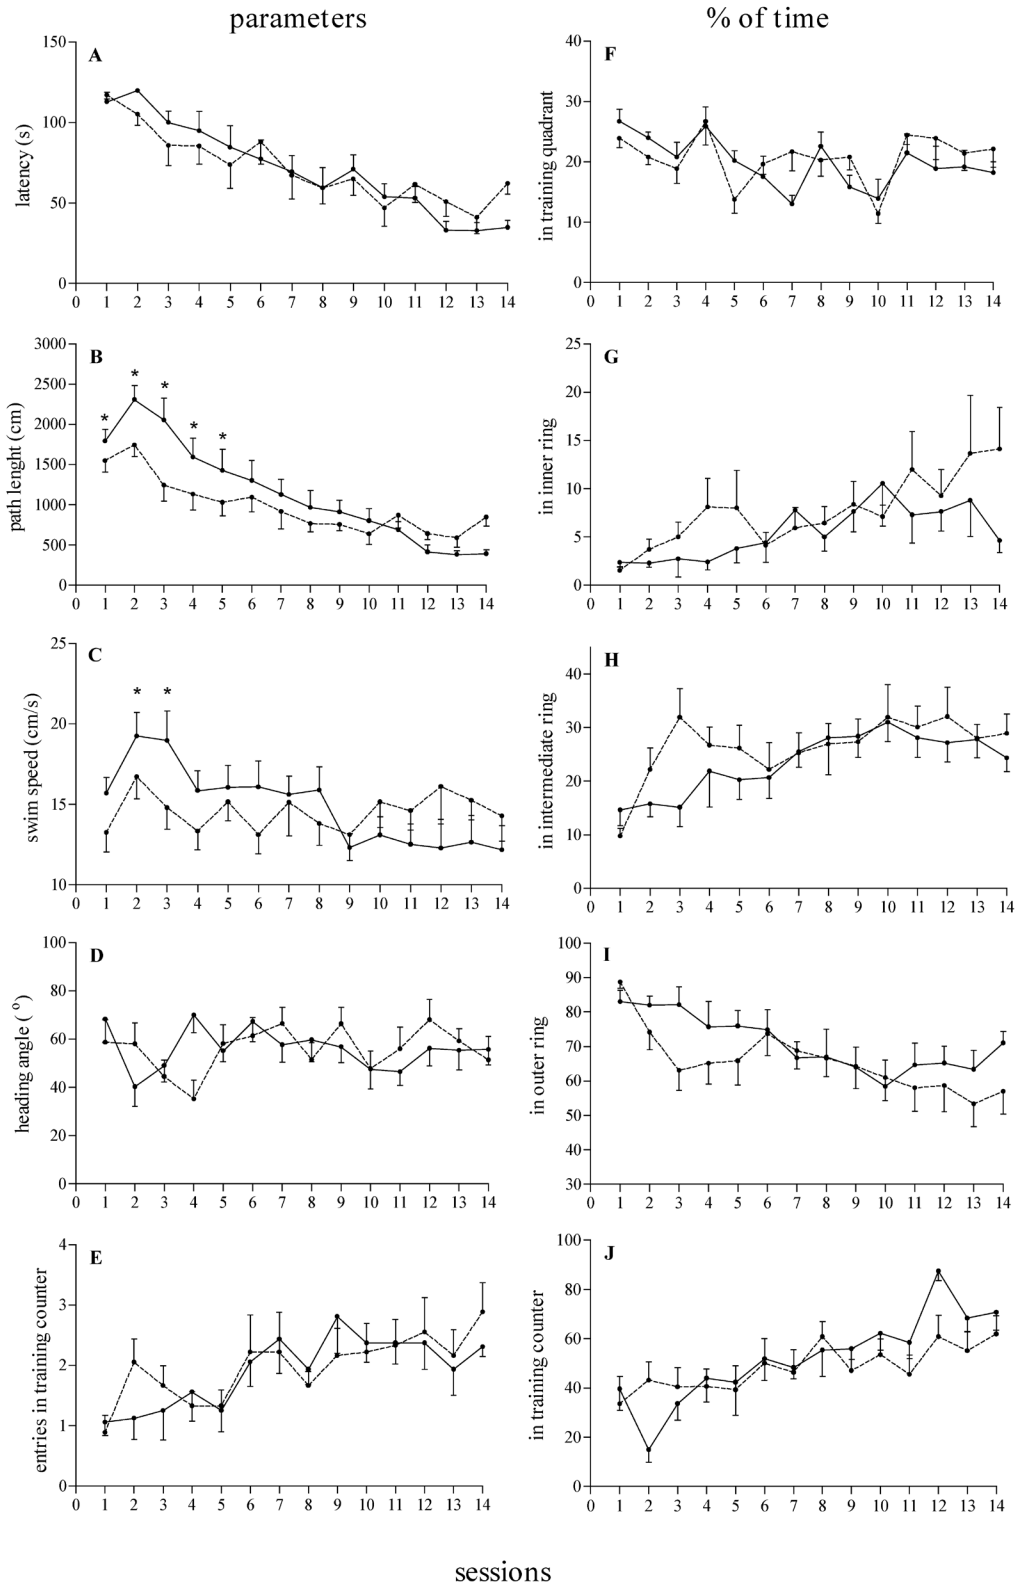 parameters
% of time
A
latency (s)
150
100
50
0
0 1 2 3 4 5 6 7 8 9 10 11 12 13 14
F
in training quadrant
40
30
20
10
0
0 1 2 3 4 5 6 7 8 9 10 11 12 13 14
B
path lenght (cm)
3000
2500
2000
1500
1000
500
0
* * * * *
0 1 2 3 4 5 6 7 8 9 10 11 12 13 14
G
in inner ring
25
20
15
10
5
0
0 1 2 3 4 5 6 7 8 9 10 11 12 13 14
C
swim speed (cm/s)
25
20
15
10
* *
0 1 2 3 4 5 6 7 8 9 10 11 12 13 14
H
in intermediate ring
40
30
20
10
0
0 1 2 3 4 5 6 7 8 9 10 11 12 13 14
D
heading angle ( º)
100
80
60
40
20
0
0 1 2 3 4 5 6 7 8 9 10 11 12 13 14
I
in outer ring
100
90
80
70
60
50
40
30
0 1 2 3 4 5 6 7 8 9 10 11 12 13 14
E
entries in training counter
4
3
2
1
0
0 1 2 3 4 5 6 7 8 9 10 11 12 13 14
J
in training counter
100
80
60
40
20
0
0 1 2 3 4 5 6 7 8 9 10 11 12 13 14
sessions